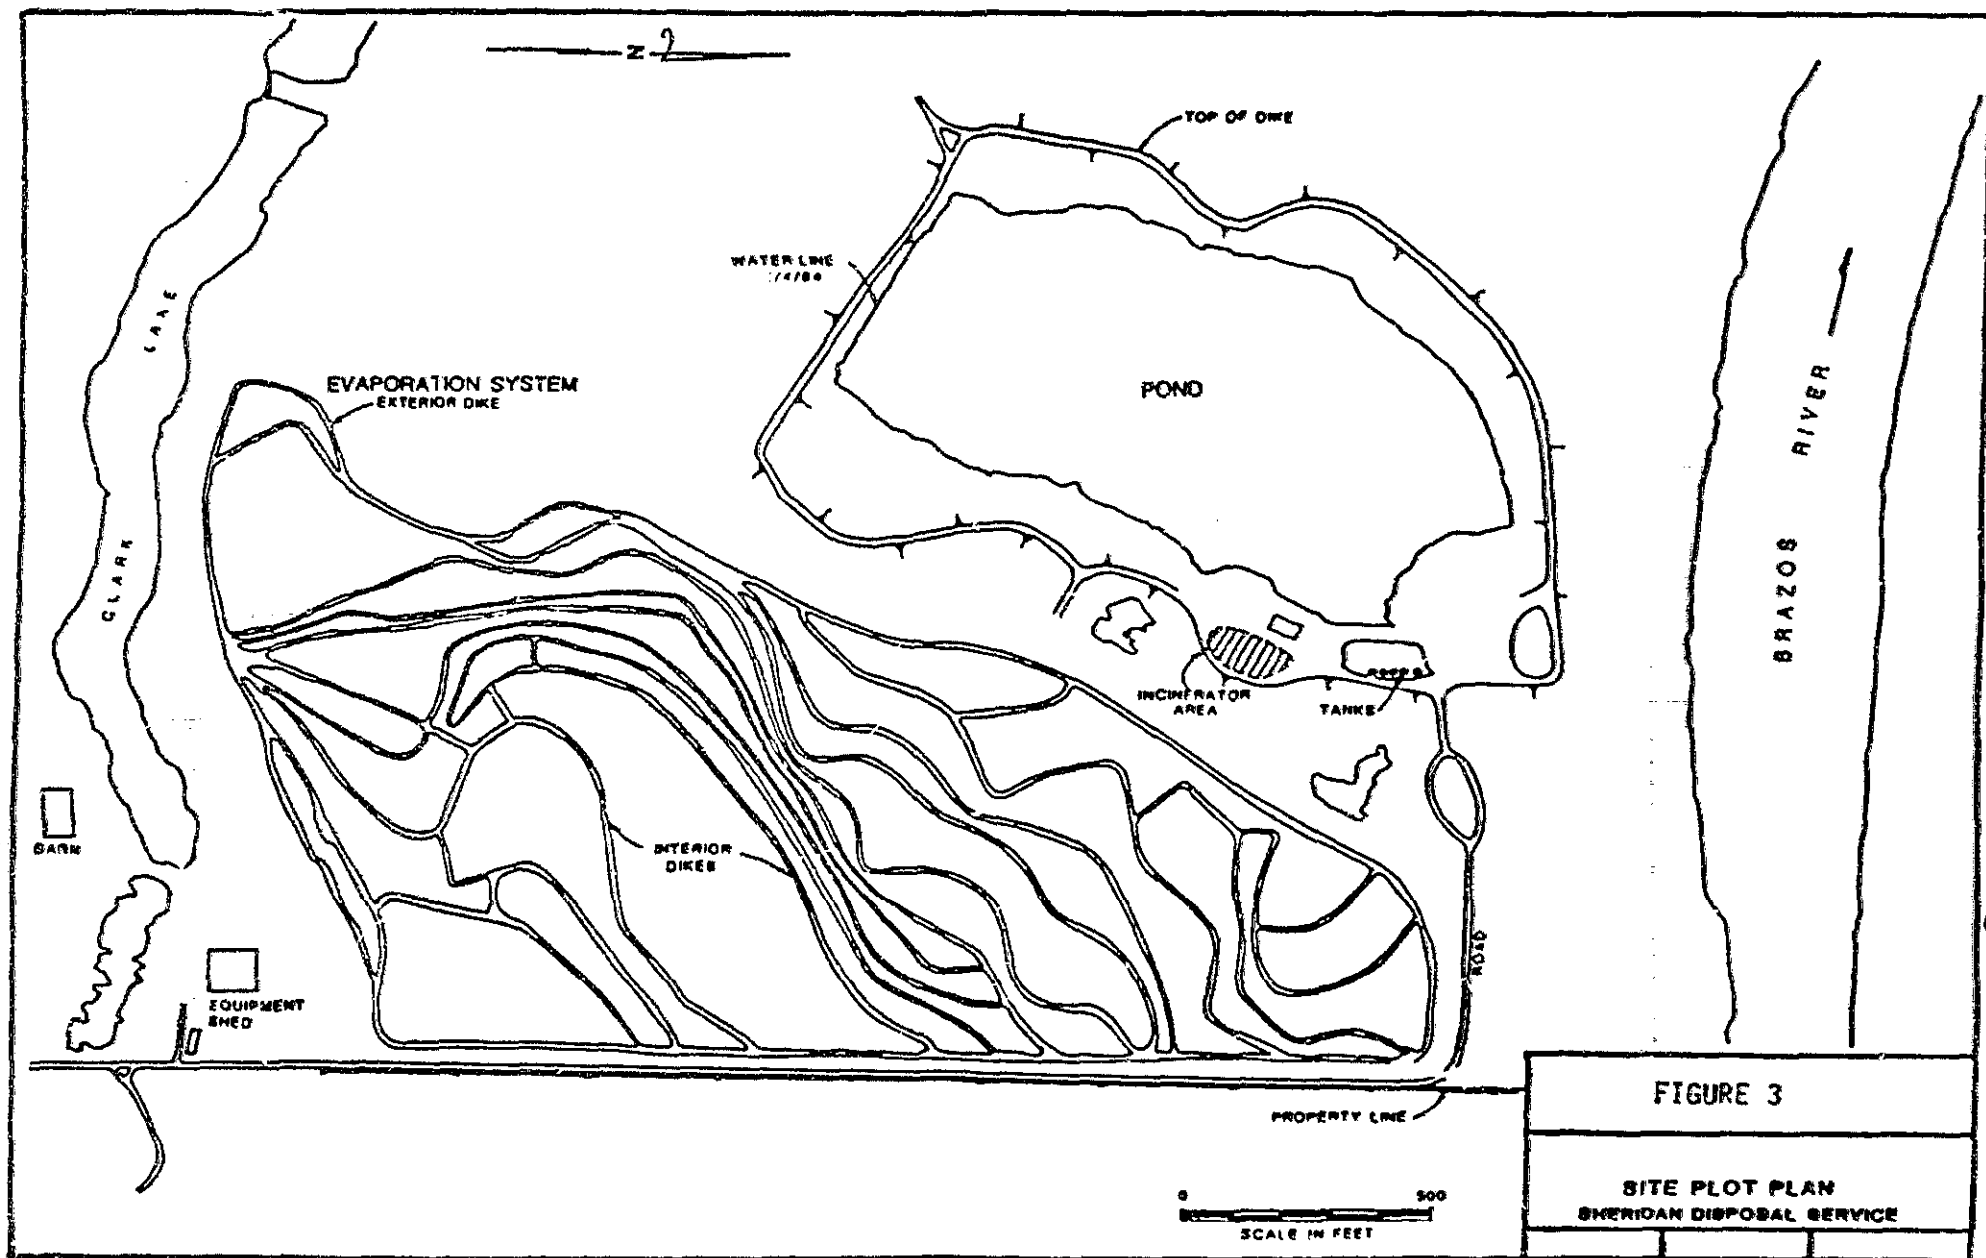 N
TOP OF DIKE
WATER LINE
EVAPORATION SYSTEM
EXTERIOR DIKE
POND
CLARK LAKE
BRAZOS RIVER
INCINERATOR
AREA
TANKS
INTERIOR
DIKES
BARN
EQUIPMENT
SHED
ROAD
PROPERTY LINE
0 500
SCALE IN FEET
FIGURE 3
SITE PLOT PLAN
SHERIDAN DISPOSAL SERVICE